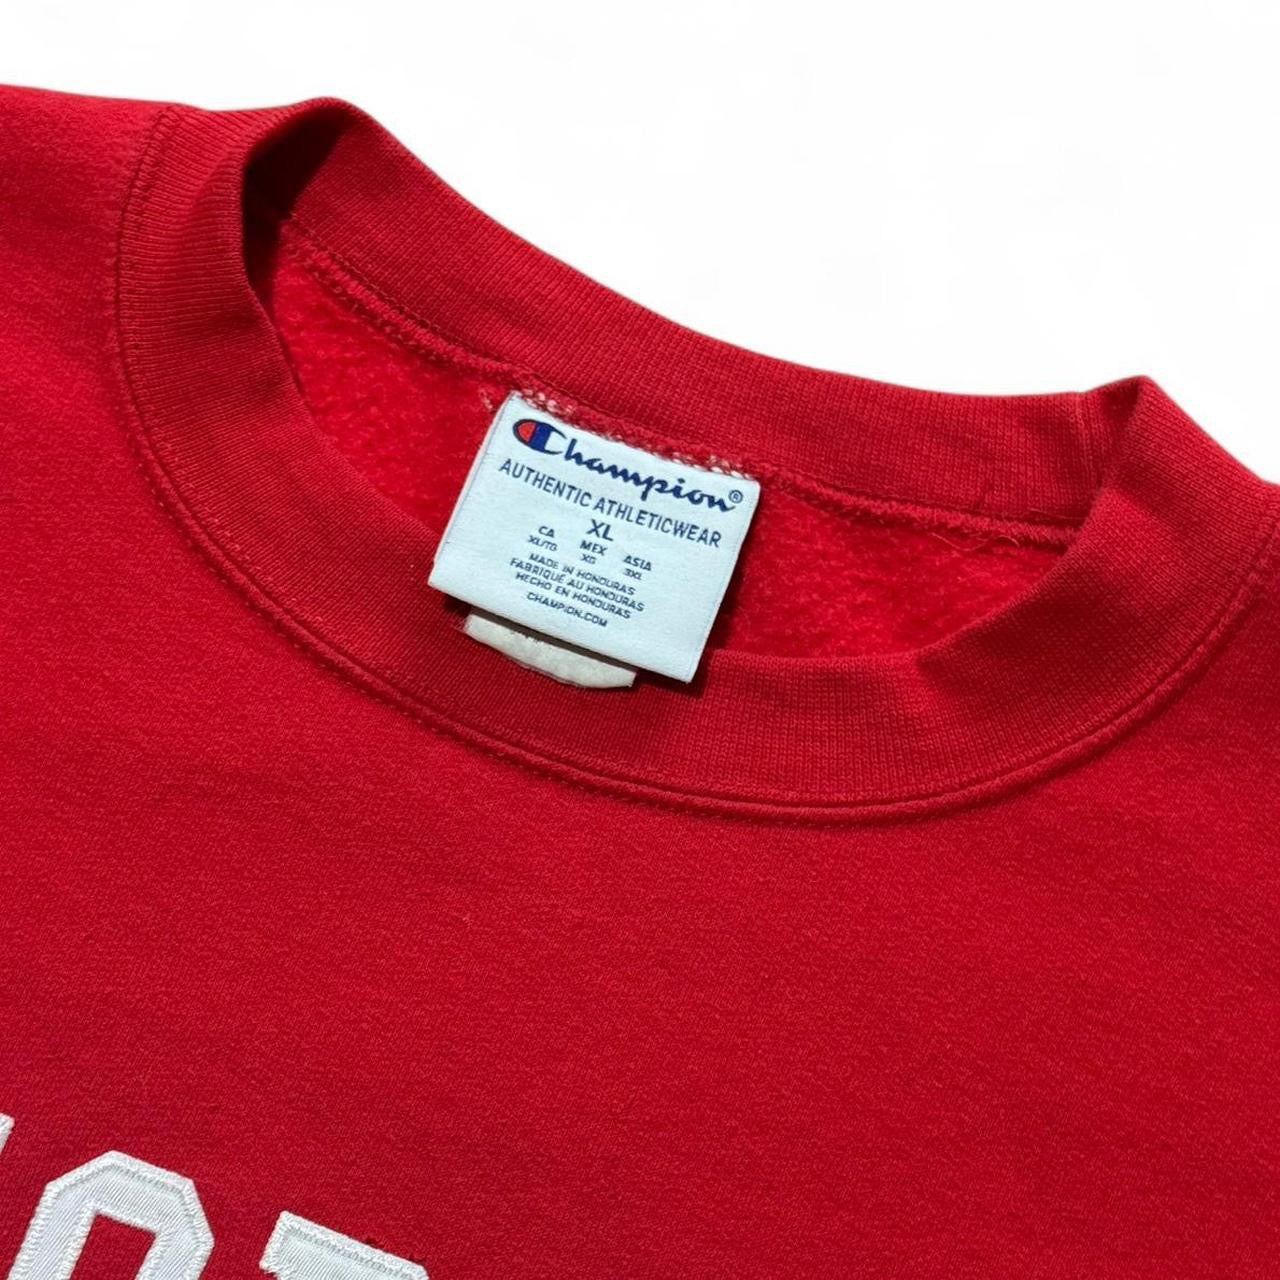 Champion®
AUTHENTIC ATHLETICWEAR
XL
CA MEX ASIA
XL/TG XG 3XL
MADE IN HONDURAS
FABRIQUÉ AU HONDURAS
HECHO EN HONDURAS
CHAMPION.COM